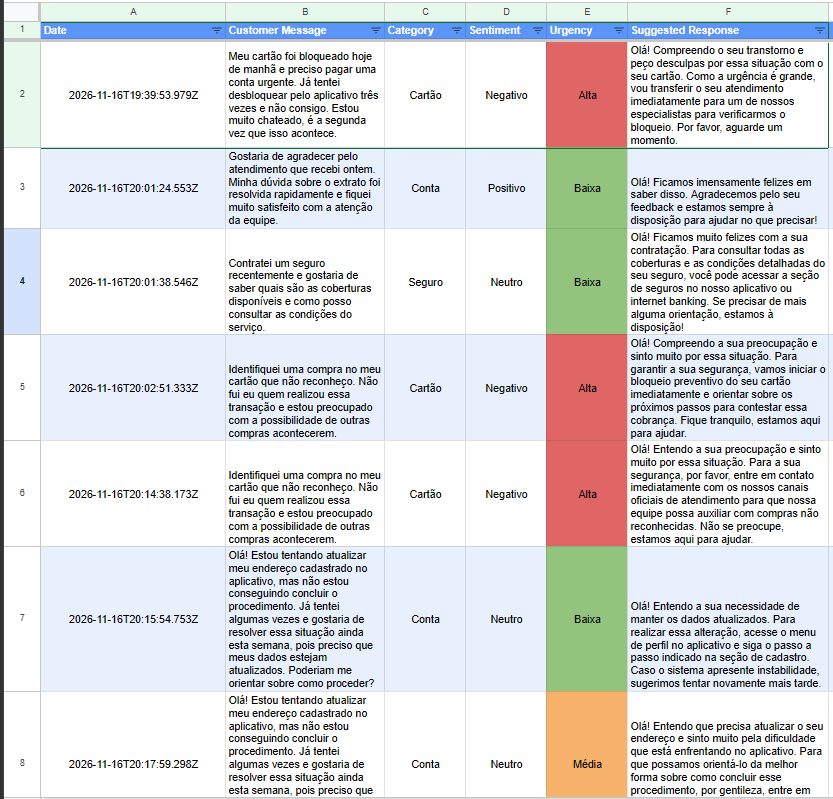 A B C D E F
1 Date Customer Message Category Sentiment Urgency Suggested Response
2
2026-11-16T19:39:53.979Z
Meu cartão foi bloqueado hoje
de manhã e preciso pagar uma
conta urgente. Já tentei
desbloquear pelo aplicativo três
vezes e não consigo. Estou
muito chateado, é a segunda
vez que isso acontece.
Cartão
Negativo
Alta
Olá! Compreendo o seu transtorno e
peço desculpas por essa situação com o
seu cartão. Como a urgência é grande,
vou transferir o seu atendimento
imediatamente para um de nossos
especialistas para verificarmos o
bloqueio. Por favor, aguarde um
momento.
3
2026-11-16T20:01:24.553Z
Gostaria de agradecer pelo
atendimento que recebi ontem.
Minha dúvida sobre o extrato foi
resolvida rapidamente e fiquei
muito satisfeito com a atenção
da equipe.
Conta
Positivo
Baixa
Olá! Ficamos imensamente felizes em
saber disso. Agradecemos pelo seu
feedback e estamos sempre à
disposição para ajudar no que precisar!
4
2026-11-16T20:01:38.546Z
Contratei um seguro
recentemente e gostaria de
saber quais são as coberturas
disponíveis e como posso
consultar as condições do
serviço.
Seguro
Neutro
Baixa
Olá! Ficamos muito felizes com a sua
contratação. Para consultar todas as
coberturas e as condições detalhadas do
seu seguro, você pode acessar a seção
de seguros no nosso aplicativo ou
internet banking. Se precisar de mais
alguma orientação, estamos à
disposição!
5
2026-11-16T20:02:51.333Z
Identifiquei uma compra no meu
cartão que não reconheço. Não
fui eu quem realizou essa
transação e estou preocupado
com a possibilidade de outras
compras acontecerem.
Cartão
Negativo
Alta
Olá! Compreendo a sua preocupação e
sinto muito por essa situação. Para
garantir a sua segurança, vamos iniciar o
bloqueio preventivo do seu cartão
imediatamente e orientar sobre os
próximos passos para contestar essa
cobrança. Fique tranquilo, estamos aqui
para ajudar.
6
2026-11-16T20:14:38.173Z
Identifiquei uma compra no meu
cartão que não reconheço. Não
fui eu quem realizou essa
transação e estou preocupado
com a possibilidade de outras
compras acontecerem.
Cartão
Negativo
Alta
Olá! Entendo a sua preocupação e sinto
muito por essa situação. Para a sua
segurança, por favor, entre em contato
imediatamente com os nossos canais
oficiais de atendimento para que nossa
equipe possa auxiliar com compras não
reconhecidas. Não se preocupe,
estamos aqui para ajudar.
7
2026-11-16T20:15:54.753Z
Olá! Estou tentando atualizar
meu endereço cadastrado no
aplicativo, mas não estou
conseguindo concluir o
procedimento. Já tentei
algumas vezes e gostaria de
resolver essa situação ainda
esta semana, pois preciso que
meus dados estejam
atualizados. Poderiam me
orientar sobre como proceder?
Conta
Neutro
Baixa
Olá! Entendo a sua necessidade de
manter os dados atualizados. Para
realizar essa alteração, acesse o menu
de perfil no aplicativo e siga o passo a
passo indicado na seção de cadastro.
Caso o sistema apresente instabilidade,
sugerimos tentar novamente mais tarde.
8
2026-11-16T20:17:59.298Z
Olá! Estou tentando atualizar
meu endereço cadastrado no
aplicativo, mas não estou
conseguindo concluir o
procedimento. Já tentei
algumas vezes e gostaria de
resolver essa situação ainda
esta semana, pois preciso que
Conta
Neutro
Média
Olá! Entendo que precisa atualizar o seu
endereço e sinto muito pela dificuldade
que está enfrentando no aplicativo. Para
que possamos orientá-lo da melhor
forma sobre como concluir esse
procedimento, por gentileza, entre em